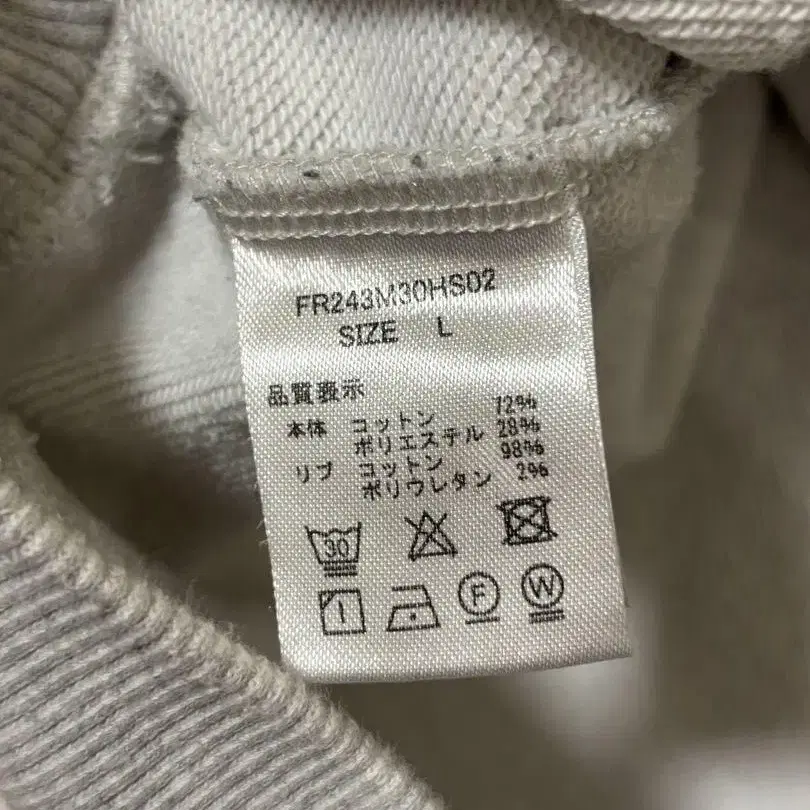 FR243M30HS02
SIZE L
品質表示
本体 コットン 72%
ポリエステル 28%
リブ コットン 98%
ポリウレタン 2%
30
F W